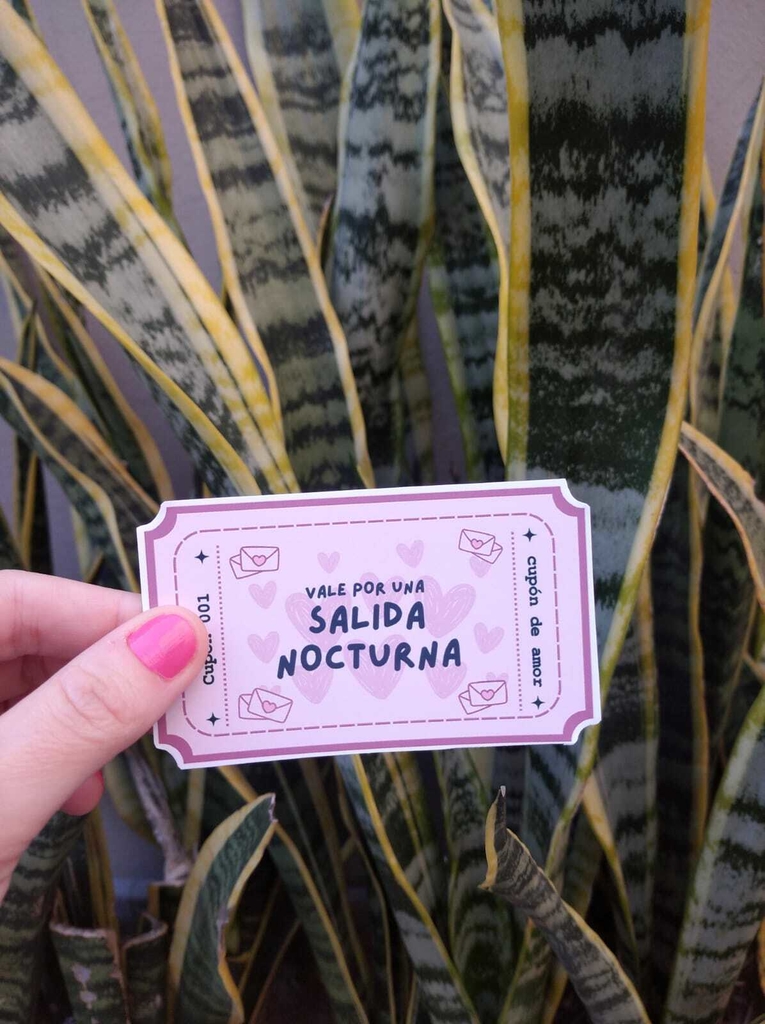 VALE POR UNA
SALIDA
NOCTURNA
001
cupón de amor